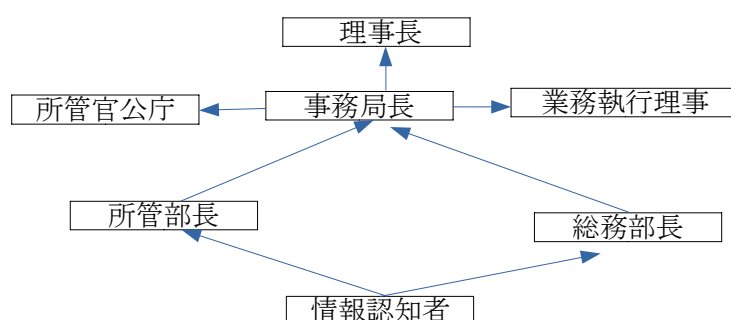 理事長
所管官公庁
事務局長
業務執行理事
所管部長
総務部長
情報認知者